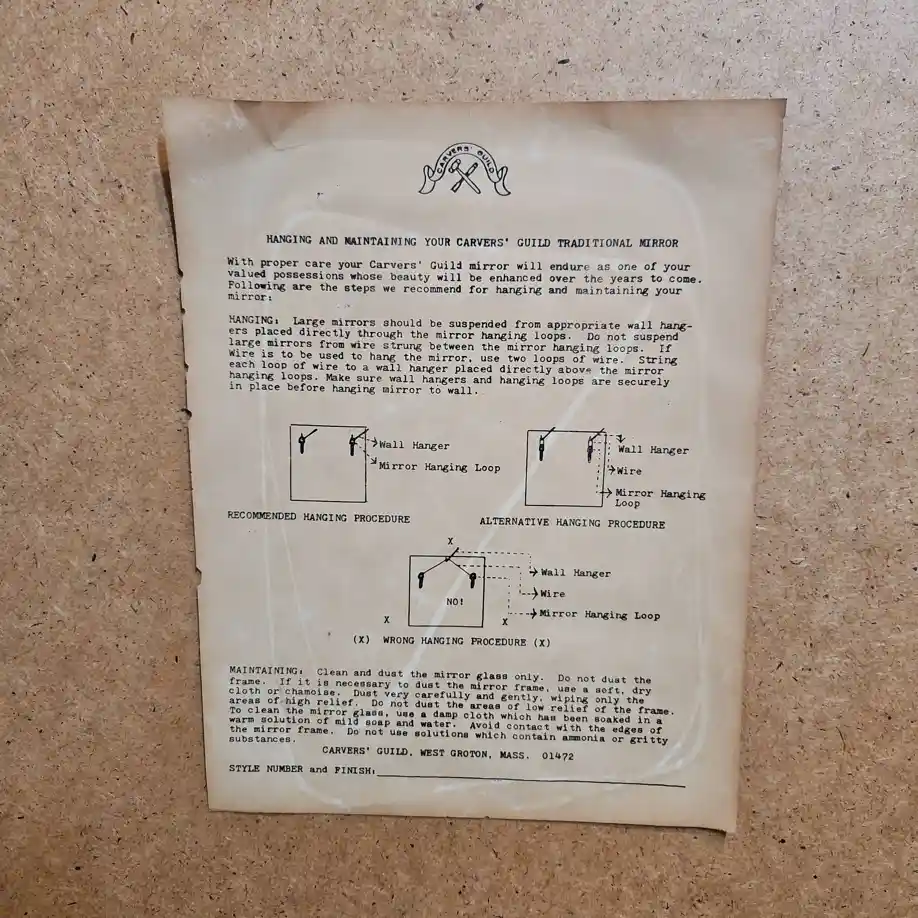 CARVERS' GUILD
HANGING AND MAINTAINING YOUR CARVERS' GUILD TRADITIONAL MIRROR
With proper care your Carvers' Guild mirror will endure as one of your
valued possessions whose beauty will be enhanced over the years to come.
Following are the steps we recommend for hanging and maintaining your
mirror:
HANGING: Large mirrors should be suspended from appropriate wall hang-
ers placed directly through the mirror hanging loops. Do not suspend
large mirrors from wire strung between the mirror hanging loops. If
Wire is to be used to hang the mirror, use two loops of wire. String
each loop of wire to a wall hanger placed directly above the mirror
hanging loops. Make sure wall hangers and hanging loops are securely
in place before hanging mirror to wall.
Wall Hanger
Mirror Hanging Loop
RECOMMENDED HANGING PROCEDURE
Wall Hanger
Wire
Mirror Hanging
Loop
ALTERNATIVE HANGING PROCEDURE
X
Wall Hanger
Wire
NO!
Mirror Hanging Loop
X X
(X) WRONG HANGING PROCEDURE (X)
MAINTAINING: Clean and dust the mirror glass only. Do not dust the
frame. If it is necessary to dust the mirror frame, use a soft, dry
cloth or chamoise. Dust very carefully and gently, wiping only the
areas of high relief. Do not dust the areas of low relief of the frame.
To clean the mirror glass, use a damp cloth which has been soaked in a
warm solution of mild soap and water. Avoid contact with the edges of
the mirror frame. Do not use solutions which contain ammonia or gritty
substances.
CARVERS' GUILD, WEST GROTON, MASS. 01472
STYLE NUMBER and FINISH: